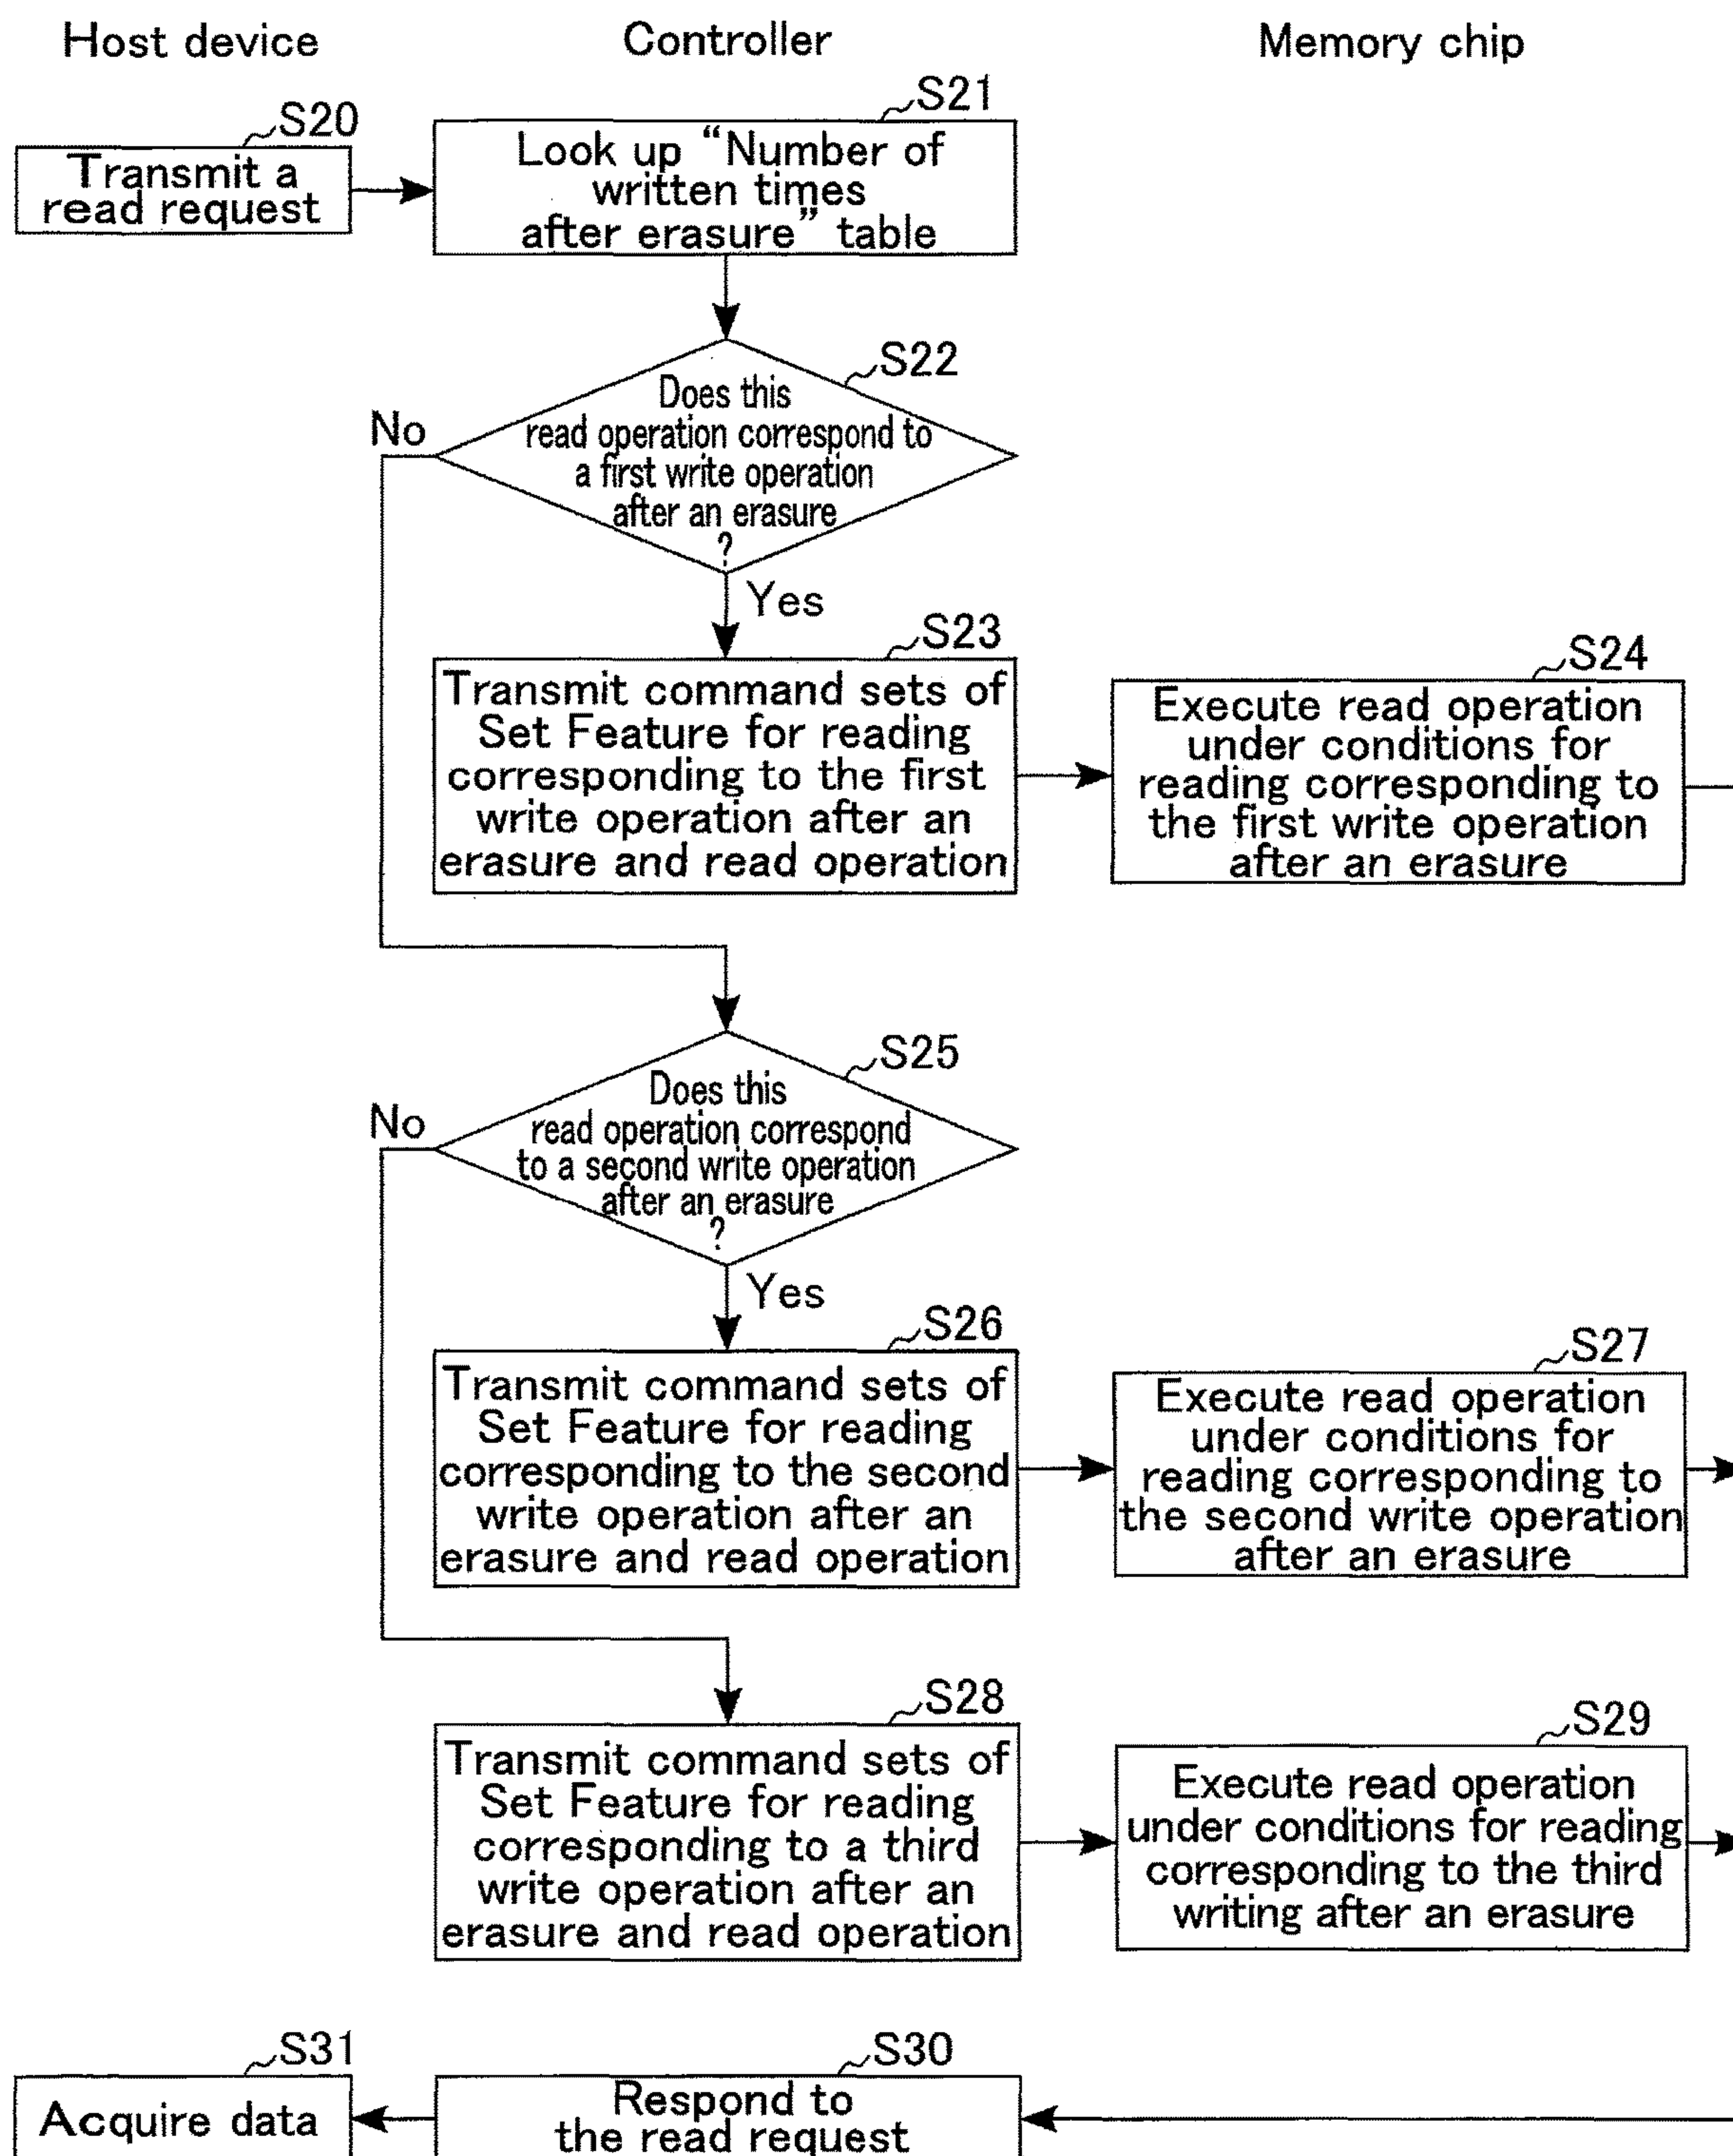 Host device
Controller
Memory chip
S20
Transmit a
read request
S21
Look up “Number of
written times
after erasure” table
S22
Does this
read operation correspond to
a first write operation
after an erasure
?
No
Yes
S23
Transmit command sets of
Set Feature for reading
corresponding to the first
write operation after an
erasure and read operation
S24
Execute read operation
under conditions for
reading corresponding to
the first write operation
after an erasure
S25
Does this
read operation correspond
to a second write operation
after an erasure
?
No
Yes
S26
Transmit command sets of
Set Feature for reading
corresponding to the second
write operation after an
erasure and read operation
S27
Execute read operation
under conditions for
reading corresponding to
the second write operation
after an erasure
S28
Transmit command sets of
Set Feature for reading
corresponding to a third
write operation after an
erasure and read operation
S29
Execute read operation
under conditions for reading
corresponding to the third
writing after an erasure
S31
Acquire data
S30
Respond to
the read request